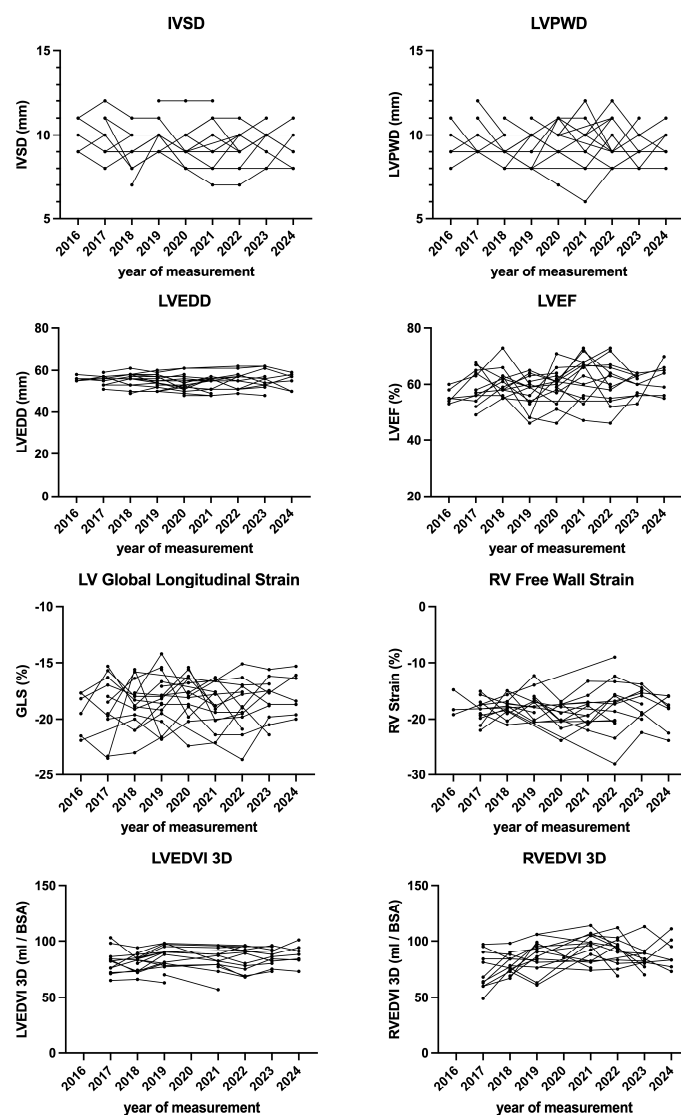 IVSD
15
10
5
IVSD (mm)
2016 2017 2018 2019 2020 2021 2022 2023 2024
year of measurement
LVPWD
15
10
5
LVPWD (mm)
2016 2017 2018 2019 2020 2021 2022 2023 2024
year of measurement
LVEDD
80
60
40
20
0
LVEDD (mm)
2016 2017 2018 2019 2020 2021 2022 2023 2024
year of measurement
LVEF
80
60
40
20
LVEF (%)
2016 2017 2018 2019 2020 2021 2022 2023 2024
year of measurement
LV Global Longitudinal Strain
-10
-15
-20
-25
GLS (%)
2016 2017 2018 2019 2020 2021 2022 2023 2024
year of measurement
RV Free Wall Strain
0
-10
-20
-30
RV Strain (%)
2016 2017 2018 2019 2020 2021 2022 2023 2024
year of measurement
LVEDVI 3D
150
100
50
0
LVEDVI 3D (ml / BSA)
2016 2017 2018 2019 2020 2021 2022 2023 2024
year of measurement
RVEDVI 3D
150
100
50
0
RVEDVI 3D (ml / BSA)
2016 2017 2018 2019 2020 2021 2022 2023 2024
year of measurement